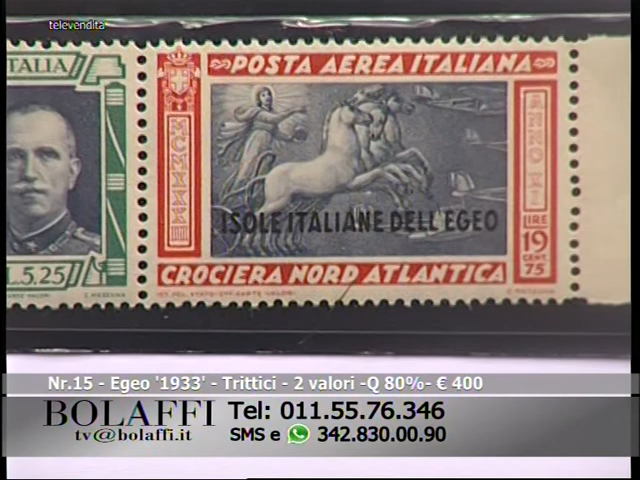 televendita
ITALIA
L.5.25
POSTA AEREA ITALIANA
MCMXXXIII
ANNO XI
ISOLE ITALIANE DELL'EGEO
LIRE
19
CENT.
75
CROCIERA NORD ATLANTICA
Nr.15 - Egeo '1933' - Trittici - 2 valori -Q 80%- € 400
BOLAFFI
tv@bolaffi.it
Tel: 011.55.76.346
SMS e 342.830.00.90